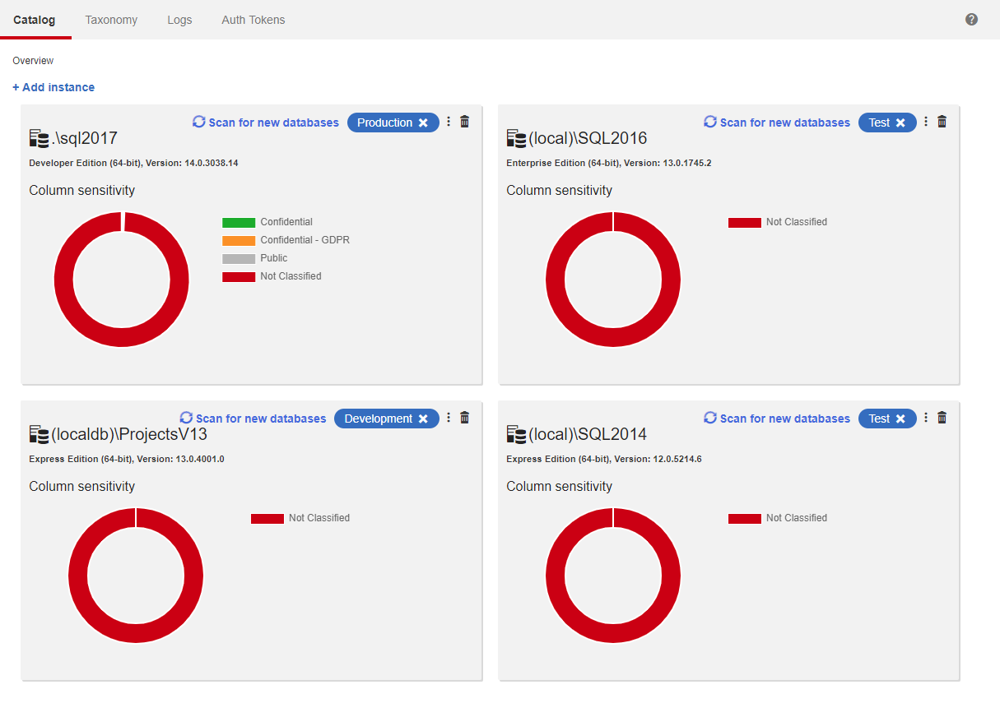 Catalog Taxonomy Logs Auth Tokens ?
Overview
+ Add instance
Scan for new databases Production ✖
.\sql2017
Developer Edition (64-bit), Version: 14.0.3038.14
Column sensitivity
Confidential
Confidential - GDPR
Public
Not Classified
Scan for new databases Test ✖
(local)\SQL2016
Enterprise Edition (64-bit), Version: 13.0.1745.2
Column sensitivity
Not Classified
Scan for new databases Development ✖
(localdb)\ProjectsV13
Express Edition (64-bit), Version: 13.0.4001.0
Column sensitivity
Not Classified
Scan for new databases Test ✖
(local)\SQL2014
Express Edition (64-bit), Version: 12.0.5214.6
Column sensitivity
Not Classified